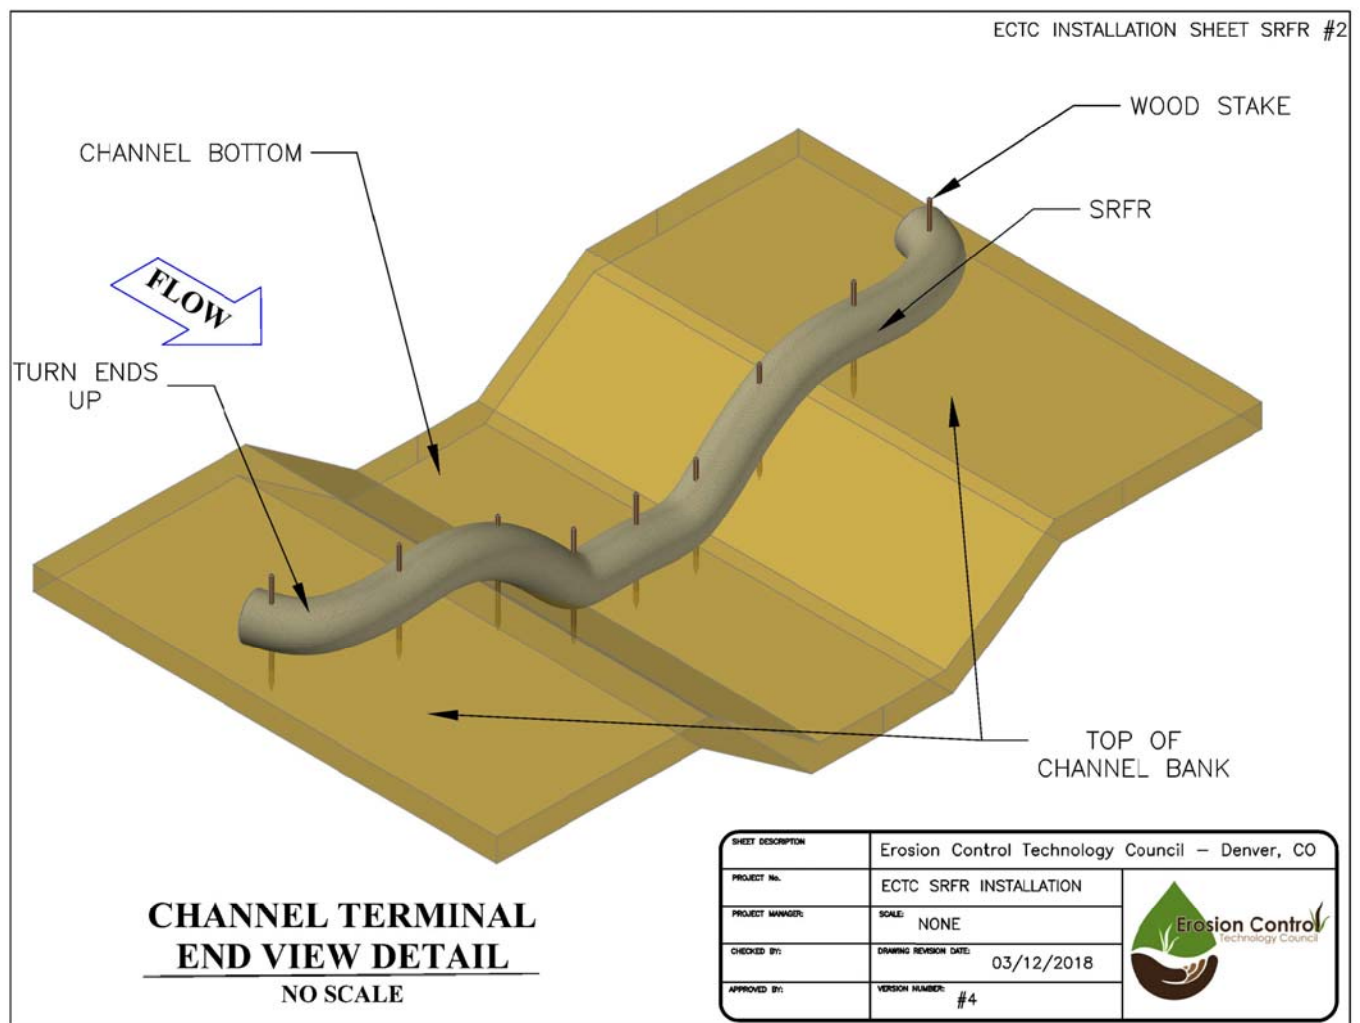 ECTC INSTALLATION SHEET SRFR #2
WOOD STAKE
CHANNEL BOTTOM
SRFR
FLOW
TURN ENDS
UP
TOP OF
CHANNEL BANK
CHANNEL TERMINAL
END VIEW DETAIL
NO SCALE
SHEET DESCRIPTION
Erosion Control Technology Council - Denver, CO
PROJECT No.
ECTC SRFR INSTALLATION
PROJECT MANAGER:
SCALE:
NONE
CHECKED BY:
DRAWING REVISION DATE:
03/12/2018
APPROVED BY:
VERSION NUMBER:
#4
Erosion Control
Technology Council